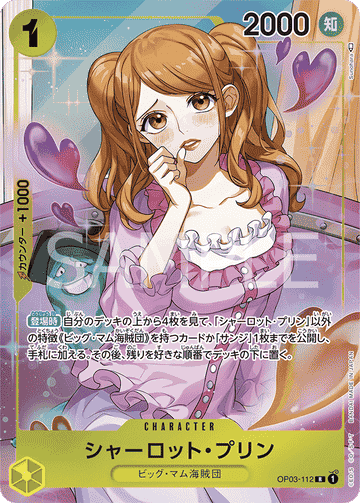 1
2000
知
カウンター +1000
SAMPLE
登場時 自分のデッキの上から4枚を見て、「シャーロット・プリン」以外
の特徴《ビッグ・マム海賊団》を持つカードか「サンジ」1枚までを公開し、
手札に加える。その後、残りを好きな順番でデッキの下に置く。
CHARACTER
シャーロット・プリン
ビッグ・マム海賊団
OP03-112 R 1